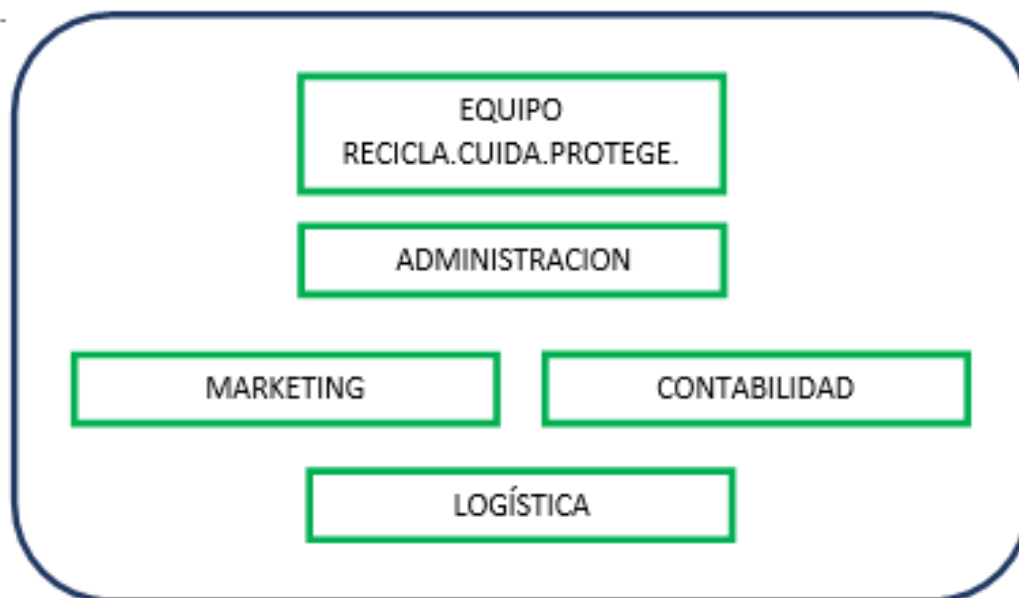 EQUIPO
RECICLA.CUIDA.PROTEGE.
ADMINISTRACION
MARKETING
CONTABILIDAD
LOGÍSTICA